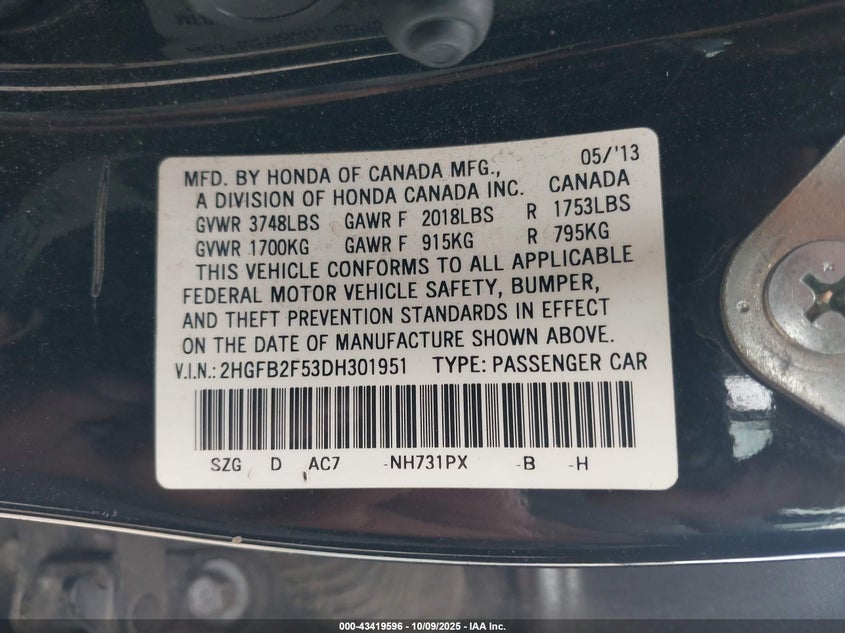 MFD. BY HONDA OF CANADA MFG., 05/'13
A DIVISION OF HONDA CANADA INC. CANADA
GVWR 3748LBS GAWR F 2018LBS R 1753LBS
GVWR 1700KG GAWR F 915KG R 795KG
THIS VEHICLE CONFORMS TO ALL APPLICABLE
FEDERAL MOTOR VEHICLE SAFETY, BUMPER,
AND THEFT PREVENTION STANDARDS IN EFFECT
ON THE DATE OF MANUFACTURE SHOWN ABOVE.
V.I.N.: 2HGFB2F53DH301951 TYPE: PASSENGER CAR
SZG D AC7 -NH731PX -B -H
000-43419596 - 10/09/2025 - IAA Inc.